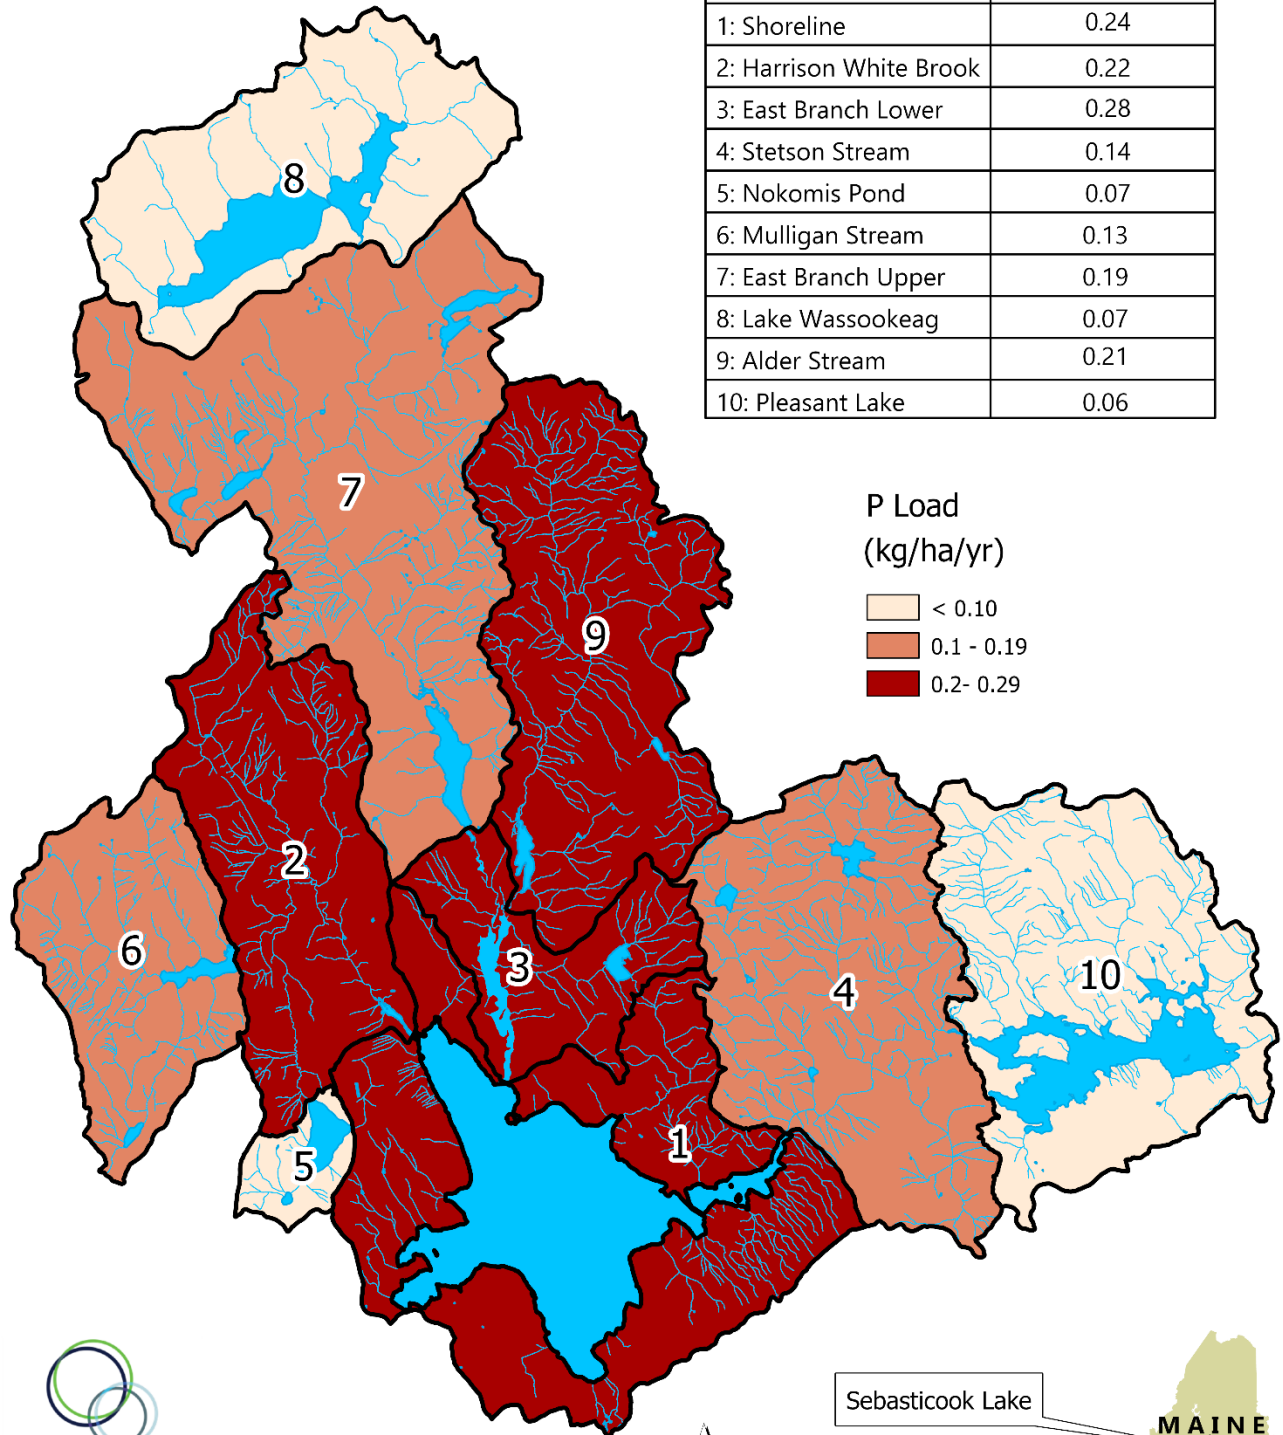 1: Shoreline 0.24
2: Harrison White Brook 0.22
3: East Branch Lower 0.28
4: Stetson Stream 0.14
5: Nokomis Pond 0.07
6: Mulligan Stream 0.13
7: East Branch Upper 0.19
8: Lake Wassookeag 0.07
9: Alder Stream 0.21
10: Pleasant Lake 0.06
P Load
(kg/ha/yr)
< 0.10
0.1 - 0.19
0.2- 0.29
8
7
9
2
6
3
4
10
1
5
Sebasticook Lake
MAINE